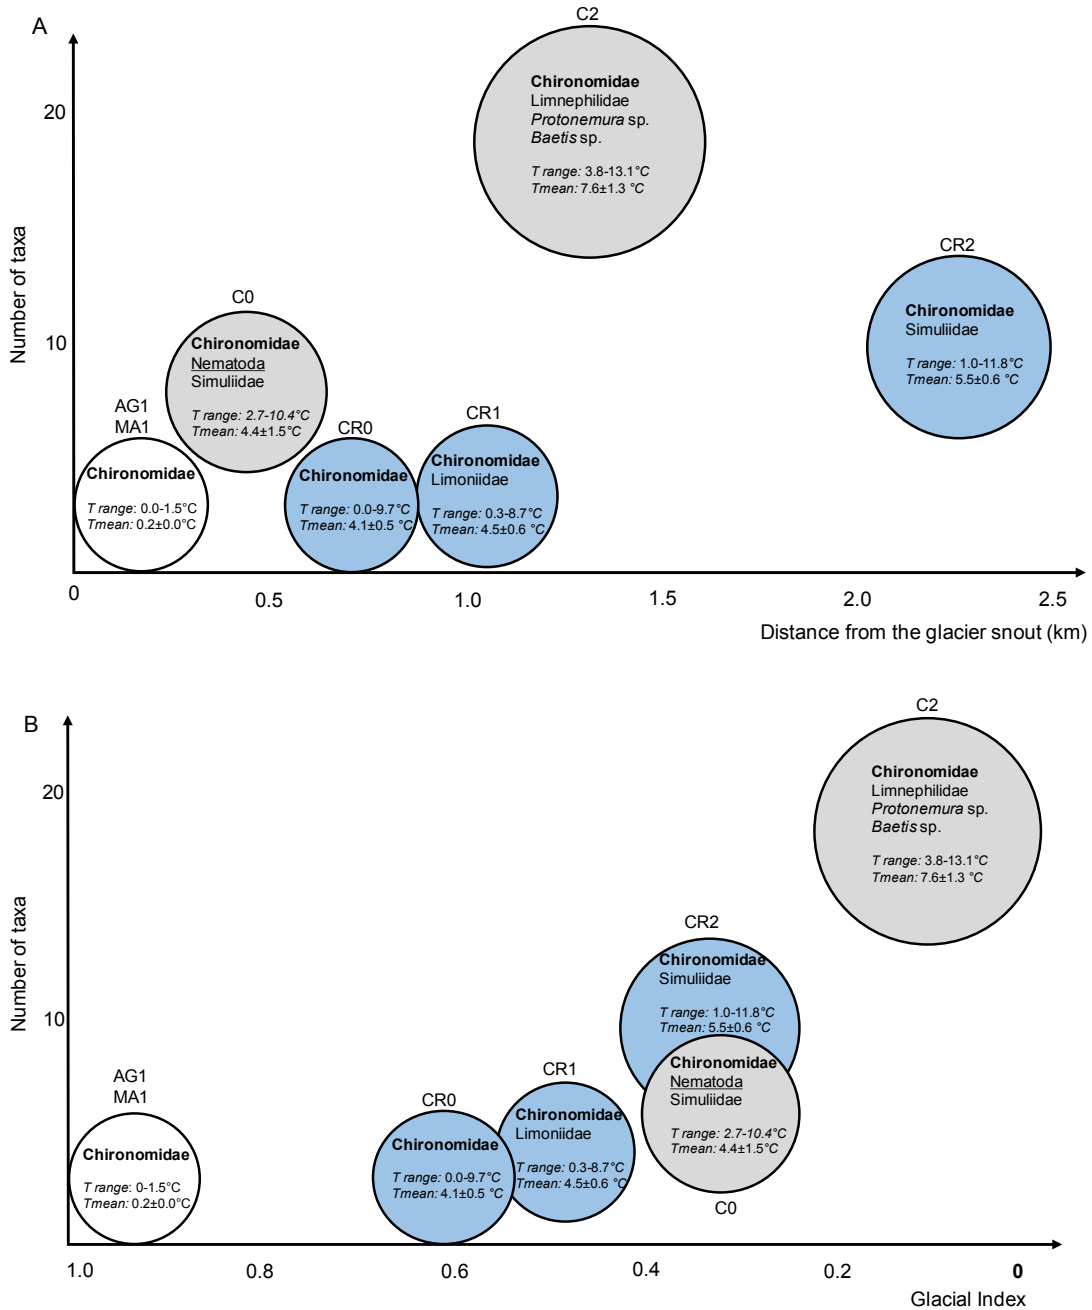 A
C2
Chironomidae
Limnephilidae
Protonemura sp.
Baetis sp.
T range: 3.8-13.1°C
Tmean: 7.6±1.3 °C
20
Number of taxa
CR2
Chironomidae
Simuliidae
T range: 1.0-11.8°C
Tmean: 5.5±0.6 °C
C0
Chironomidae
Nematoda
Simuliidae
T range: 2.7-10.4°C
Tmean: 4.4±1.5°C
10
AG1
MA1
Chironomidae
T range: 0.0-1.5°C
Tmean: 0.2±0.0°C
CR0
Chironomidae
T range: 0.0-9.7°C
Tmean: 4.1±0.5 °C
CR1
Chironomidae
Limoniidae
T range: 0.3-8.7°C
Tmean: 4.5±0.6 °C
0 0.5 1.0 1.5 2.0 2.5
Distance from the glacier snout (km)
B
C2
Chironomidae
Limnephilidae
Protonemura sp.
Baetis sp.
T range: 3.8-13.1°C
Tmean: 7.6±1.3 °C
20
Number of taxa
CR2
Chironomidae
Simuliidae
T range: 1.0-11.8°C
Tmean: 5.5±0.6 °C
10
Chironomidae
Nematoda
Simuliidae
T range: 2.7-10.4°C
Tmean: 4.4±1.5°C
C0
AG1
MA1
Chironomidae
T range: 0-1.5°C
Tmean: 0.2±0.0°C
CR0
Chironomidae
T range: 0.0-9.7°C
Tmean: 4.1±0.5 °C
CR1
Chironomidae
Limoniidae
T range: 0.3-8.7°C
Tmean: 4.5±0.6 °C
1.0 0.8 0.6 0.4 0.2 0
Glacial Index